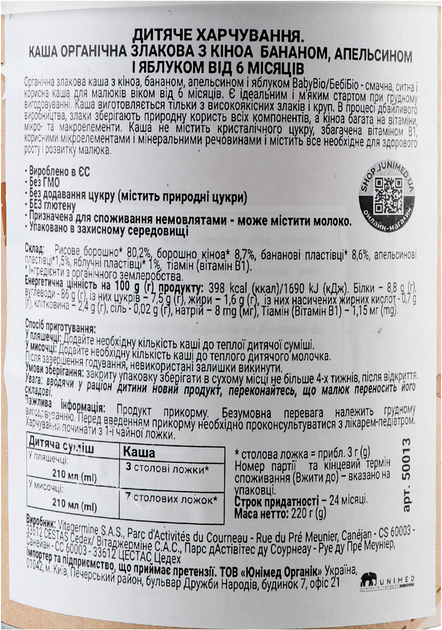 ДИТЯЧЕ ХАРЧУВАННЯ.
КАША ОРГАНІЧНА ЗЛАКОВА З КІНОА БАНАНОМ, АПЕЛЬСИНОМ
І ЯБЛУКОМ ВІД 6 МІСЯЦІВ
Органічна злакова каша з кіноа, бананом, апельсином і яблуком BabyBio/БебіБіо - смачна, ситна і
корисна каша для малюків віком від 6 місяців. Є ідеальним і м'яким стартом при грудному
вигодовуванні. Каша виготовляється тільки з високоякісних злаків і круп. В процесі дбайливого
виробництва, злаки зберігають природну користь всіх компонентів, а кіноа багата на вітаміни,
мікро- та макроелементи. Каша не містить кристалічного цукру, збагачена вітаміном В1,
корисними мікроелементами і мінеральними речовинами і містить все необхідне для здорового
росту і розвитку малюка.
- Вироблено в ЄС
- Без ГМО
- Без додавання цукру (містить природні цукри)
- БЕЗ глютену
- Призначена для споживання немовлятами - може містити молоко.
- Упаковано в захисному середовищі
SHOP.JUNIMED.UA
ОНЛАЙН-МАГАЗИН
Склад: Рисове борошно* 80,2%, борошно кіноа* 8,7%, бананові пластівці* 8,6%, апельсинові
пластівці*1,5%, яблучні пластівці* 1%, Тіамін (вітамін В1).
*- інгредієнти з органічного землеробства.
Енергетична цінність на 100 g (г) продукту: 398 kcal (ккал)/1690 kJ (кДж). Білки – 8,8 g (г),
вуглеводи - 86 g (г), із них цукрів – 7,5 g (г), жири – 1,6 g (г), із них насичених жирних кислот - 0,7 g
(г), клітковина – 2,4 g (г), сіль - 0,02 g (г), натрій – 8 mg (мг), Тіамін (Вітамін В1) – 1,15 mg (мг).
Спосіб приготування:
У пляшечці: Додайте необхідну кількість каші до теплої дитячої суміші.
У мисочці: Додайте необхідну кількість каші до теплого дитячого молочка.
Після завершення годування, невикористані залишки викинути.
Умови зберігання: закриту упаковку зберігати в сухому місці не більше 4-х тижнів, після відкриття.
Увага: вводячи у раціон дитини новий продукт, переконайтесь, що малюк переносить його
складові.
Важлива інформація: Продукт прикорму. Безумовна перевага належить грудному
вигодовуванню. Перед введенням прикорму необхідно проконсультуватися з лікарем-педіатром.
Харчування починати з 1-ї чайної ложки.
Дитяча суміш Каша
У пляшечці:
210 мл (ml) 3 столові ложки*
У мисочці:
210 мл (ml) 7 столових ложок*
* столова ложка = прибл. 3 г (g)
Номер партії та кінцевий термін
споживання (Вжити до) – вказано на
упаковці.
Строк придатності – 24 місяці.
Маса нетто: 220 г (g)
арт. 50013
Виробник: Vitagermine S.A.S., Parc d'Activités du Courneau - Rue du Pré Meunier, Canéjan - CS 60003 -
33612 CESTAS Cedex/ Вітаджерміне С.А.С., Парс дАстівітес ду Соурнеау - Руе ду Пре Меуніер,
Санейан - СС 60003 - 33612 ЦЕСТАС Цедех
Імпортер та підприємство, що приймає претензії. ТОВ «Юнімед Органік» Україна,
01042, м. Київ, Печерський район, бульвар Дружби Народів, будинок 7, офіс 21
UNIMED